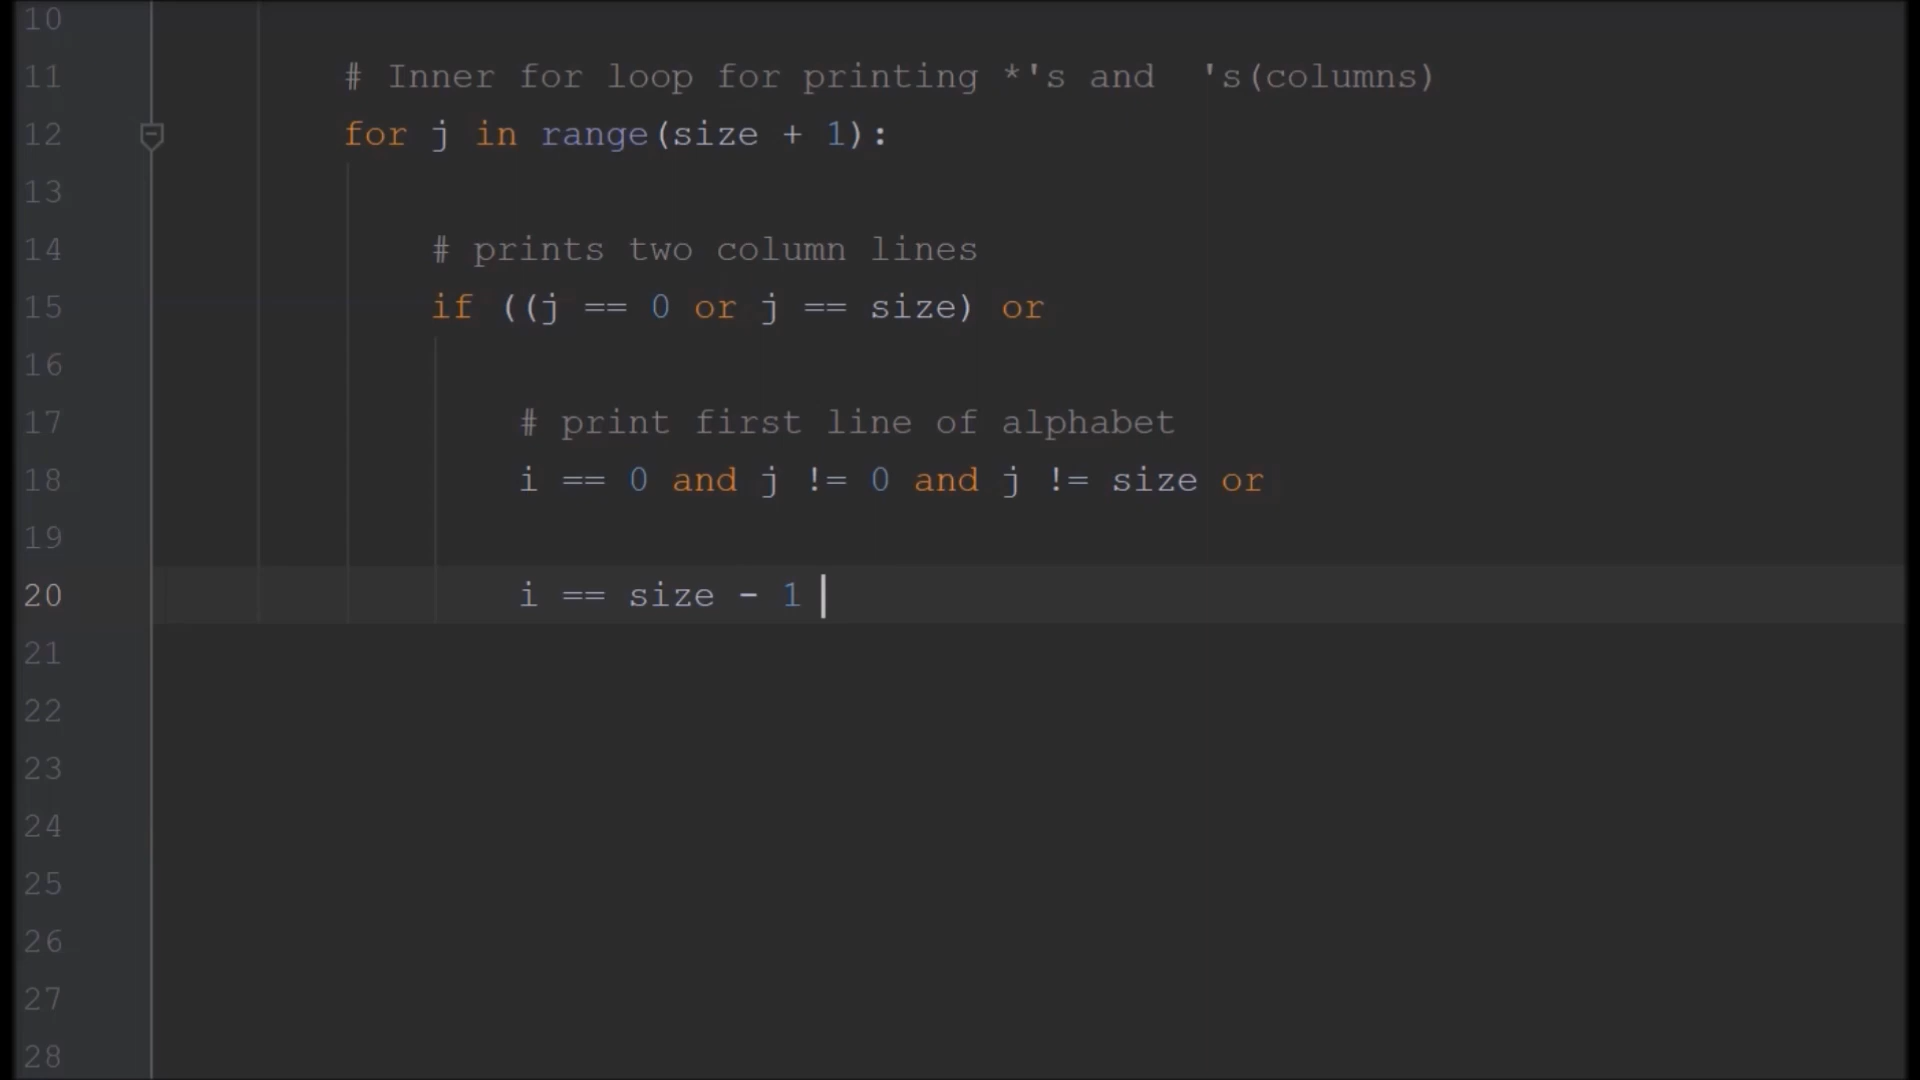 10
11 # Inner for loop for printing *'s and  's(columns)
12 for j in range(size + 1):
13
14 # prints two column lines
15 if ((j == 0 or j == size) or
16
17 # print first line of alphabet
18 i == 0 and j != 0 and j != size or
19
20 i == size - 1
21
22
23
24
25
26
27
28